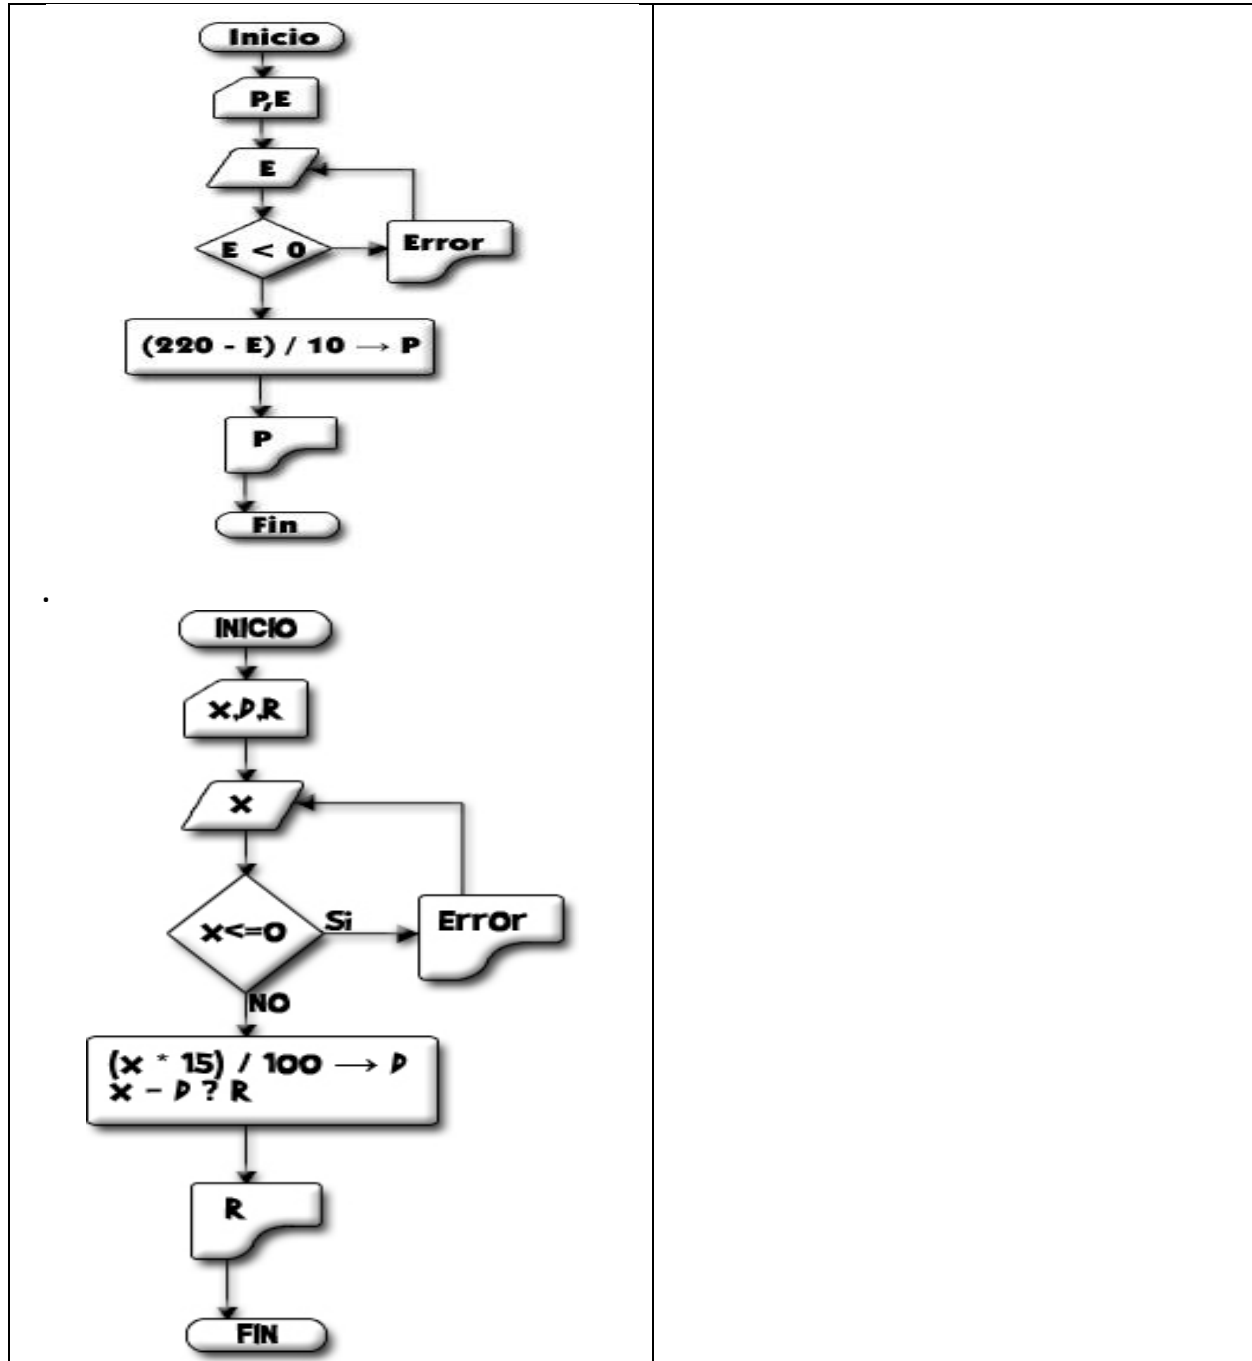 Inicio
P,E
E
E < 0
Error
(220 - E) / 10 → P
P
Fin
.
INICIO
X,D,R
X
X<=0
Si
Error
NO
(X * 15) / 100 → D
X - D ? R
R
FIN